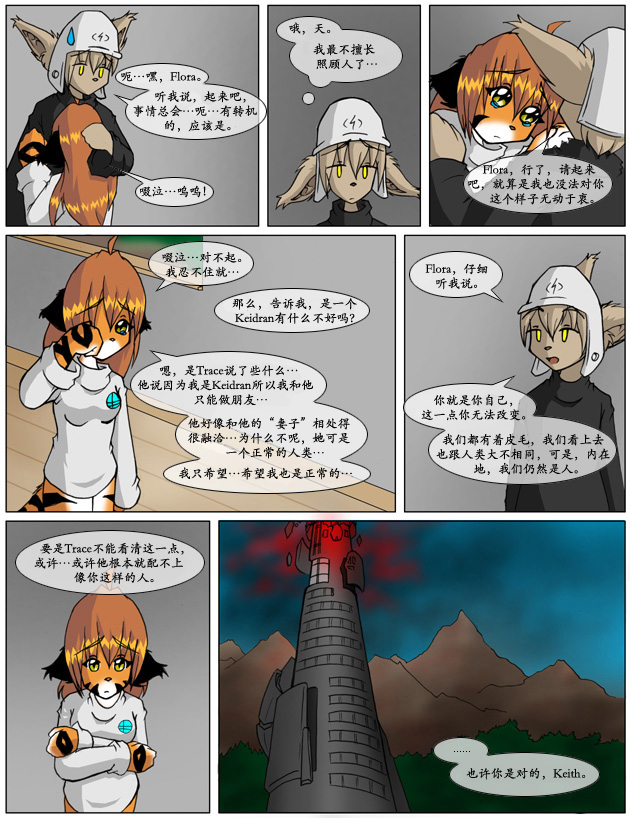 呃…嘿，Flora。
听我说，起来吧，
事情总会…呃…有转机
的，应该是。
啜泣…呜呜！
哦，天。
我最不擅长
照顾人了…
Flora，行了，请起来
吧，就算是我也没法对你
这个样子无动于衷。
啜泣…对不起。
我忍不住就…
那么，告诉我，是一个
Keidran有什么不好吗？
嗯，是Trace说了些什么…
他说因为我是Keidran所以我和他
只能做朋友…
他好像和他的“妻子”相处得
很融洽…为什么不呢，她可是
一个正常的人类…
我只希望…希望我也是正常的…
Flora，仔细
听我说。
你就是你自己，
这一点你无法改变。
我们都有着皮毛，我们看上去
也跟人类大不相同，可是，内在
地，我们仍然是人。
要是Trace不能看清这一点，
或许…或许他根本就配不上
像你这样的人。
……
也许你是对的，Keith。